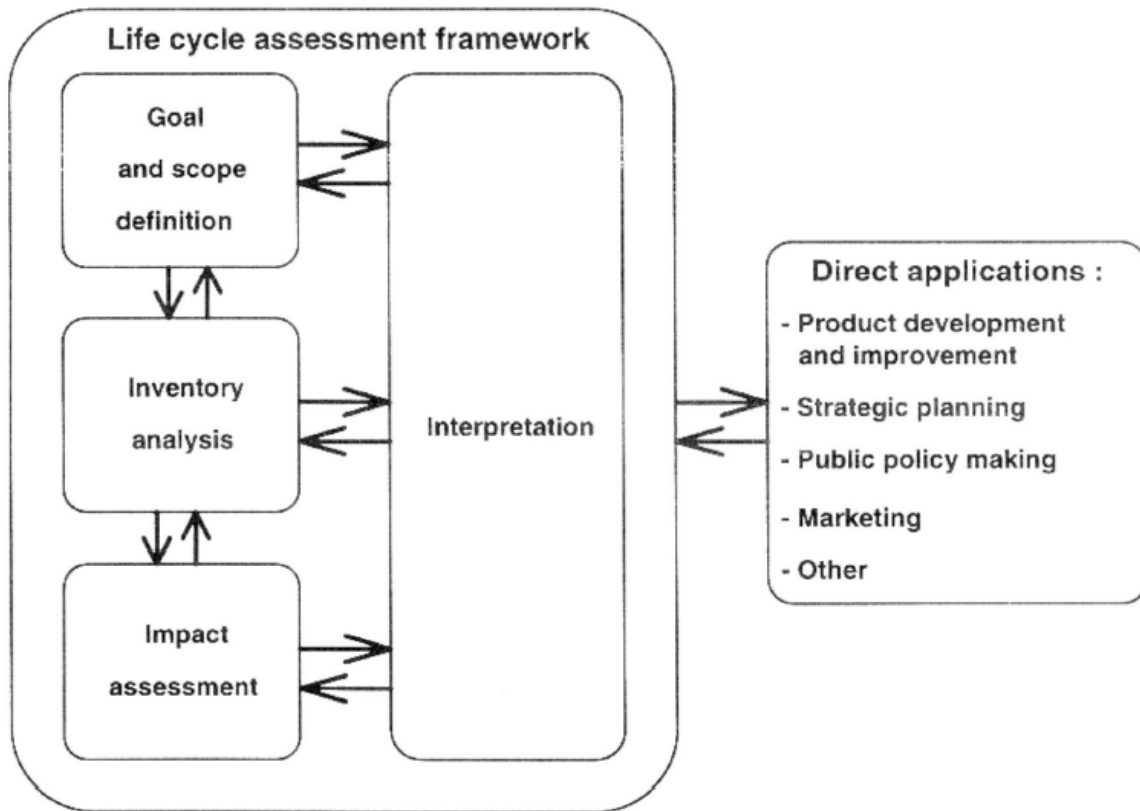 Life cycle assessment framework
Goal
and scope
definition
Inventory
analysis
Impact
assessment
Interpretation
Direct applications :
- Product development
and improvement
- Strategic planning
- Public policy making
- Marketing
- Other